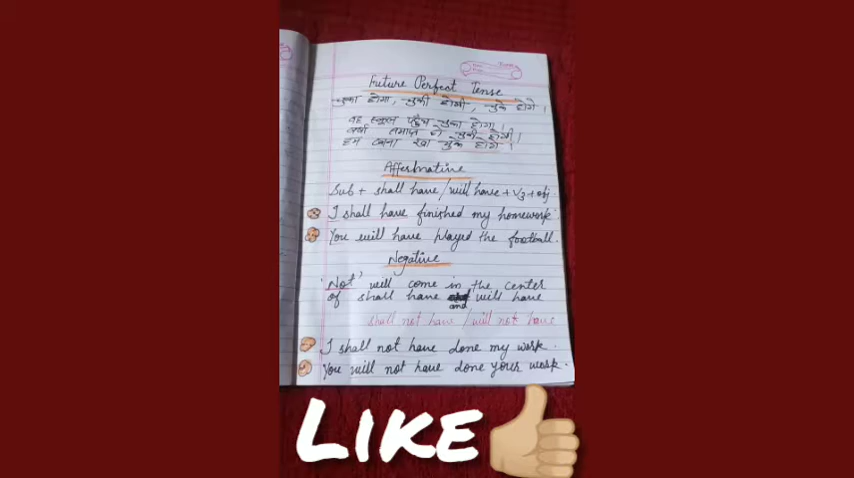 Future Perfect Tense
चुका होगा, चुकी होगी, चुके होंगे।
वह स्कूल पहुँच चुका होगा।
वर्षा समाप्त हो चुकी होगी।
हम खाना खा चुके होंगे।
Affermative
Sub + shall have / will have + V3 + obj.
I shall have finished my homework.
You will have played the football.
Negative
'Not' will come in the center
of shall have and will have
shall not have / will not have
I shall not have done my work.
You will not have done your work.
LIKE